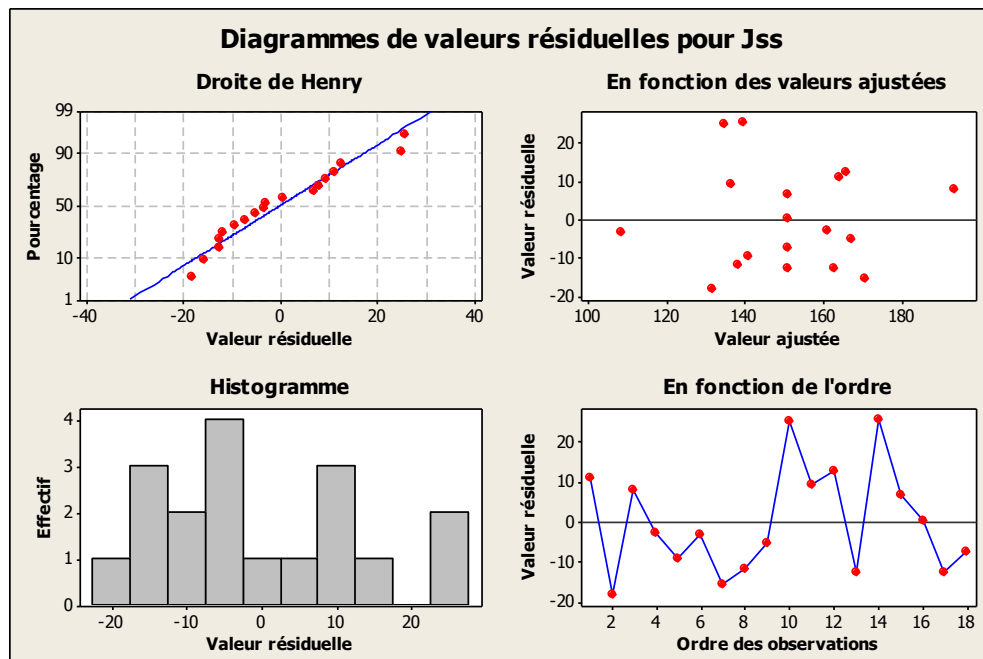 Diagrammes de valeurs résiduelles pour Jss
Droite de Henry
Pourcentage
99
90
50
10
1
-40 -20 0 20 40
Valeur résiduelle
En fonction des valeurs ajustées
Valeur résiduelle
20
10
0
-10
-20
100 120 140 160 180
Valeur ajustée
Histogramme
Effectif
4
3
2
1
0
-20 -10 0 10 20
Valeur résiduelle
En fonction de l'ordre
Valeur résiduelle
20
10
0
-10
-20
2 4 6 8 10 12 14 16 18
Ordre des observations